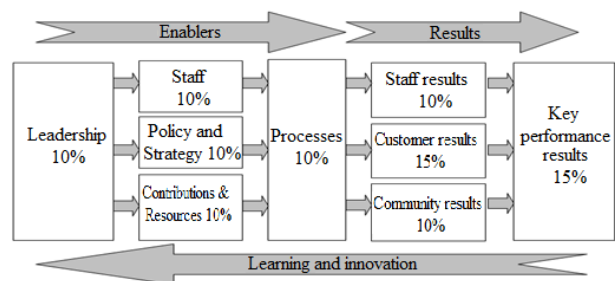 Enablers
Results
Leadership
10%
Staff
10%
Policy and
Strategy 10%
Contributions &
Resources 10%
Processes
10%
Staff results
10%
Customer results
15%
Community results
10%
Key
performance
results
15%
Learning and innovation